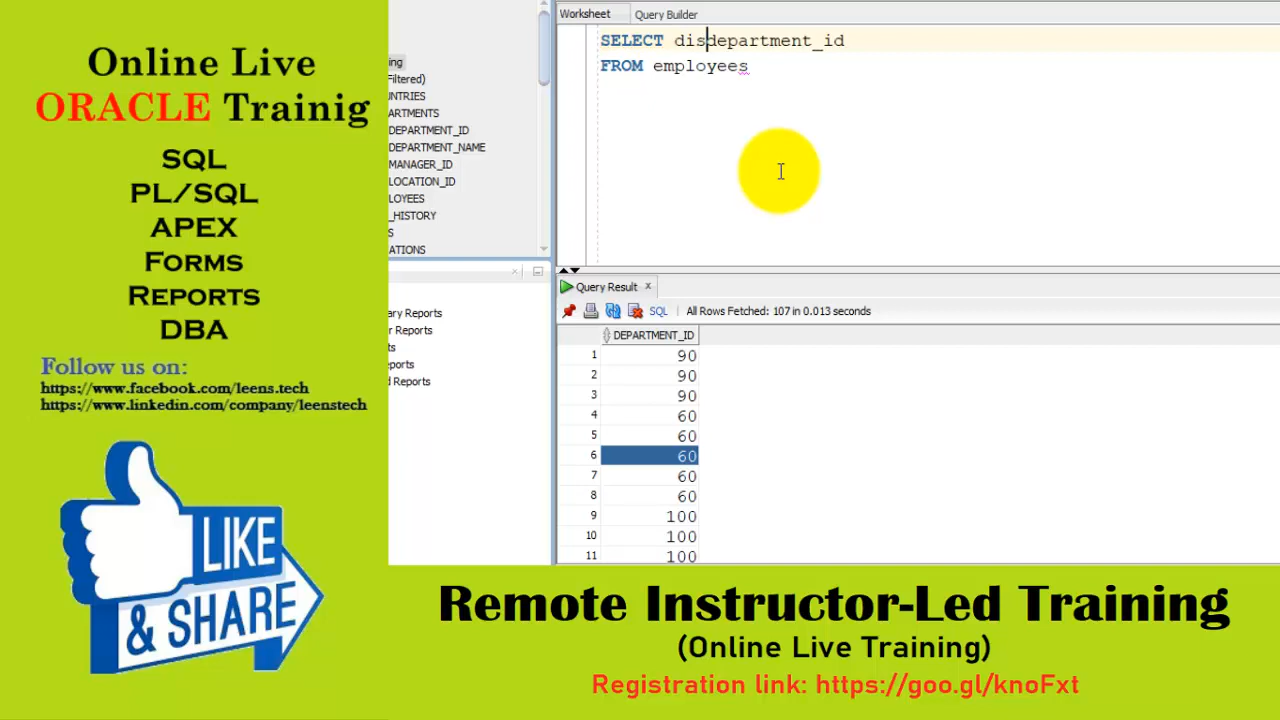 Online Live
ORACLE Trainig
SQL
PL/SQL
APEX
Forms
Reports
DBA
Follow us on:
https://www.facebook.com/leens.tech
https://www.linkedin.com/company/leenstech
LIKE
& SHARE
ng
Filtered)
NTRIES
ARTMENTS
DEPARTMENT_ID
DEPARTMENT_NAME
MANAGER_ID
LOCATION_ID
LOYEES
_HISTORY
S
ATIONS
ary Reports
r Reports
ts
ports
d Reports
Worksheet Query Builder
SELECT disdepartment_id
FROM employees
Query Result x
SQL | All Rows Fetched: 107 in 0.013 seconds
DEPARTMENT_ID
1 90
2 90
3 90
4 60
5 60
6 60
7 60
8 60
9 100
10 100
11 100
Remote Instructor-Led Training
(Online Live Training)
Registration link: https://goo.gl/knoFxt